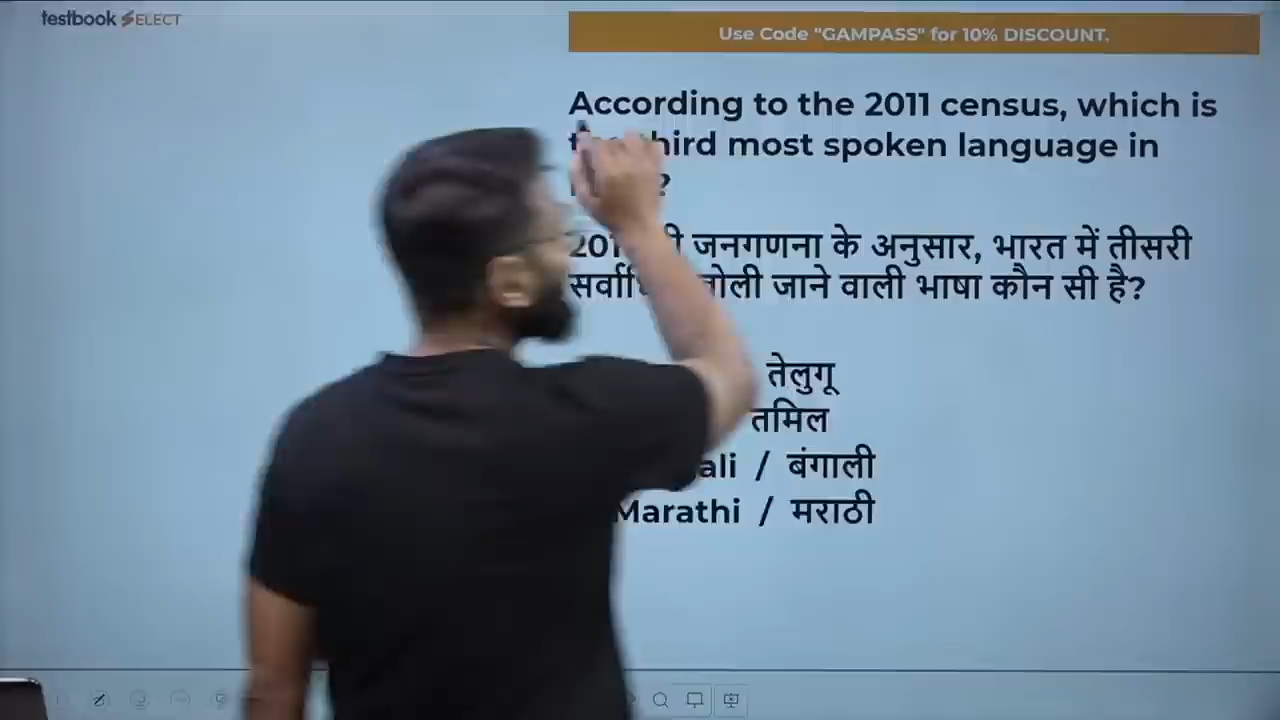 testbook SELECT
Use Code "GAMPASS" for 10% DISCOUNT.
According to the 2011 census, which is
third most spoken language in
?
जनगणना के अनुसार, भारत में तीसरी
जाने वाली भाषा कौन सी है?
तेलुगू
तमिल
/ बंगाली
Marathi / मराठी